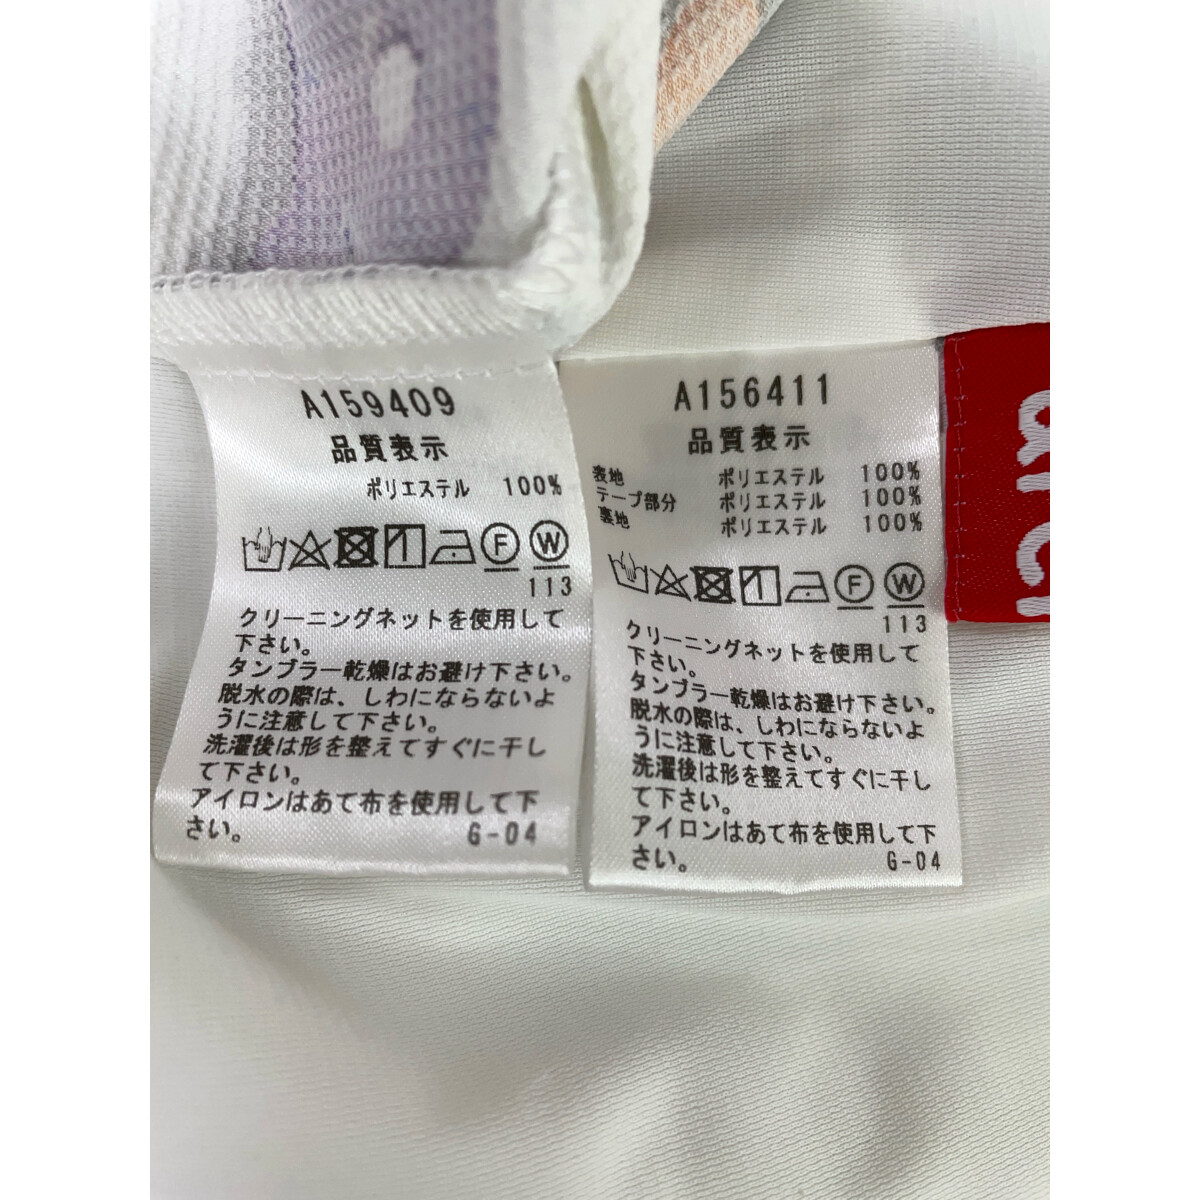 A159409
品質表示
ポリエステル 100%
F W
113
クリーニングネットを使用して
下さい。
タンブラー乾燥はお避け下さい。
脱水の際は、しわにならないよ
うに注意して下さい。
洗濯後は形を整えてすぐに干し
て下さい。
アイロンはあて布を使用して下
さい。 G-04
A156411
品質表示
表地 ポリエステル 100%
テープ部分 ポリエステル 100%
裏地 ポリエステル 100%
F W
113
クリーニングネットを使用して
下さい。
タンブラー乾燥はお避け下さい。
脱水の際は、しわにならないよ
うに注意して下さい。
洗濯後は形を整えてすぐに干し
て下さい。
アイロンはあて布を使用して下
さい。 G-04